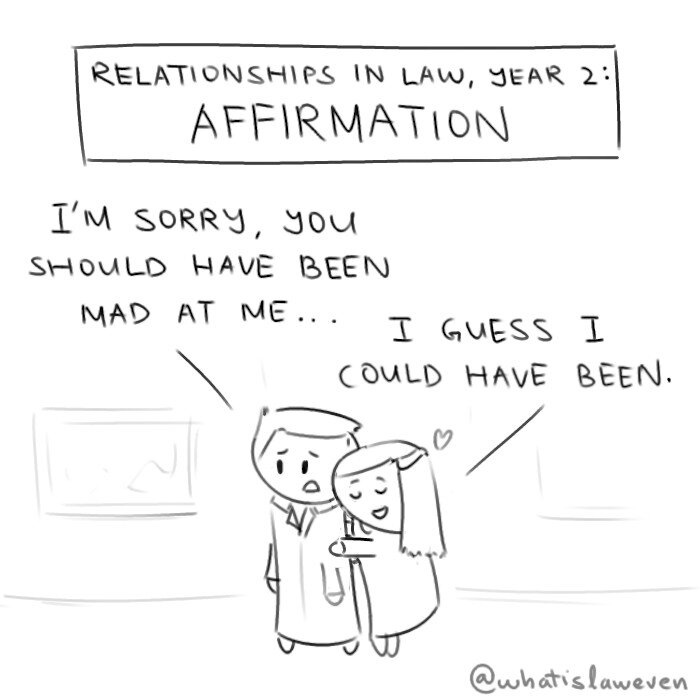 RELATIONSHIPS IN LAW, YEAR 2:
AFFIRMATION
I'M SORRY, YOU
SHOULD HAVE BEEN
MAD AT ME...
I GUESS I
COULD HAVE BEEN.
@whatislaweven